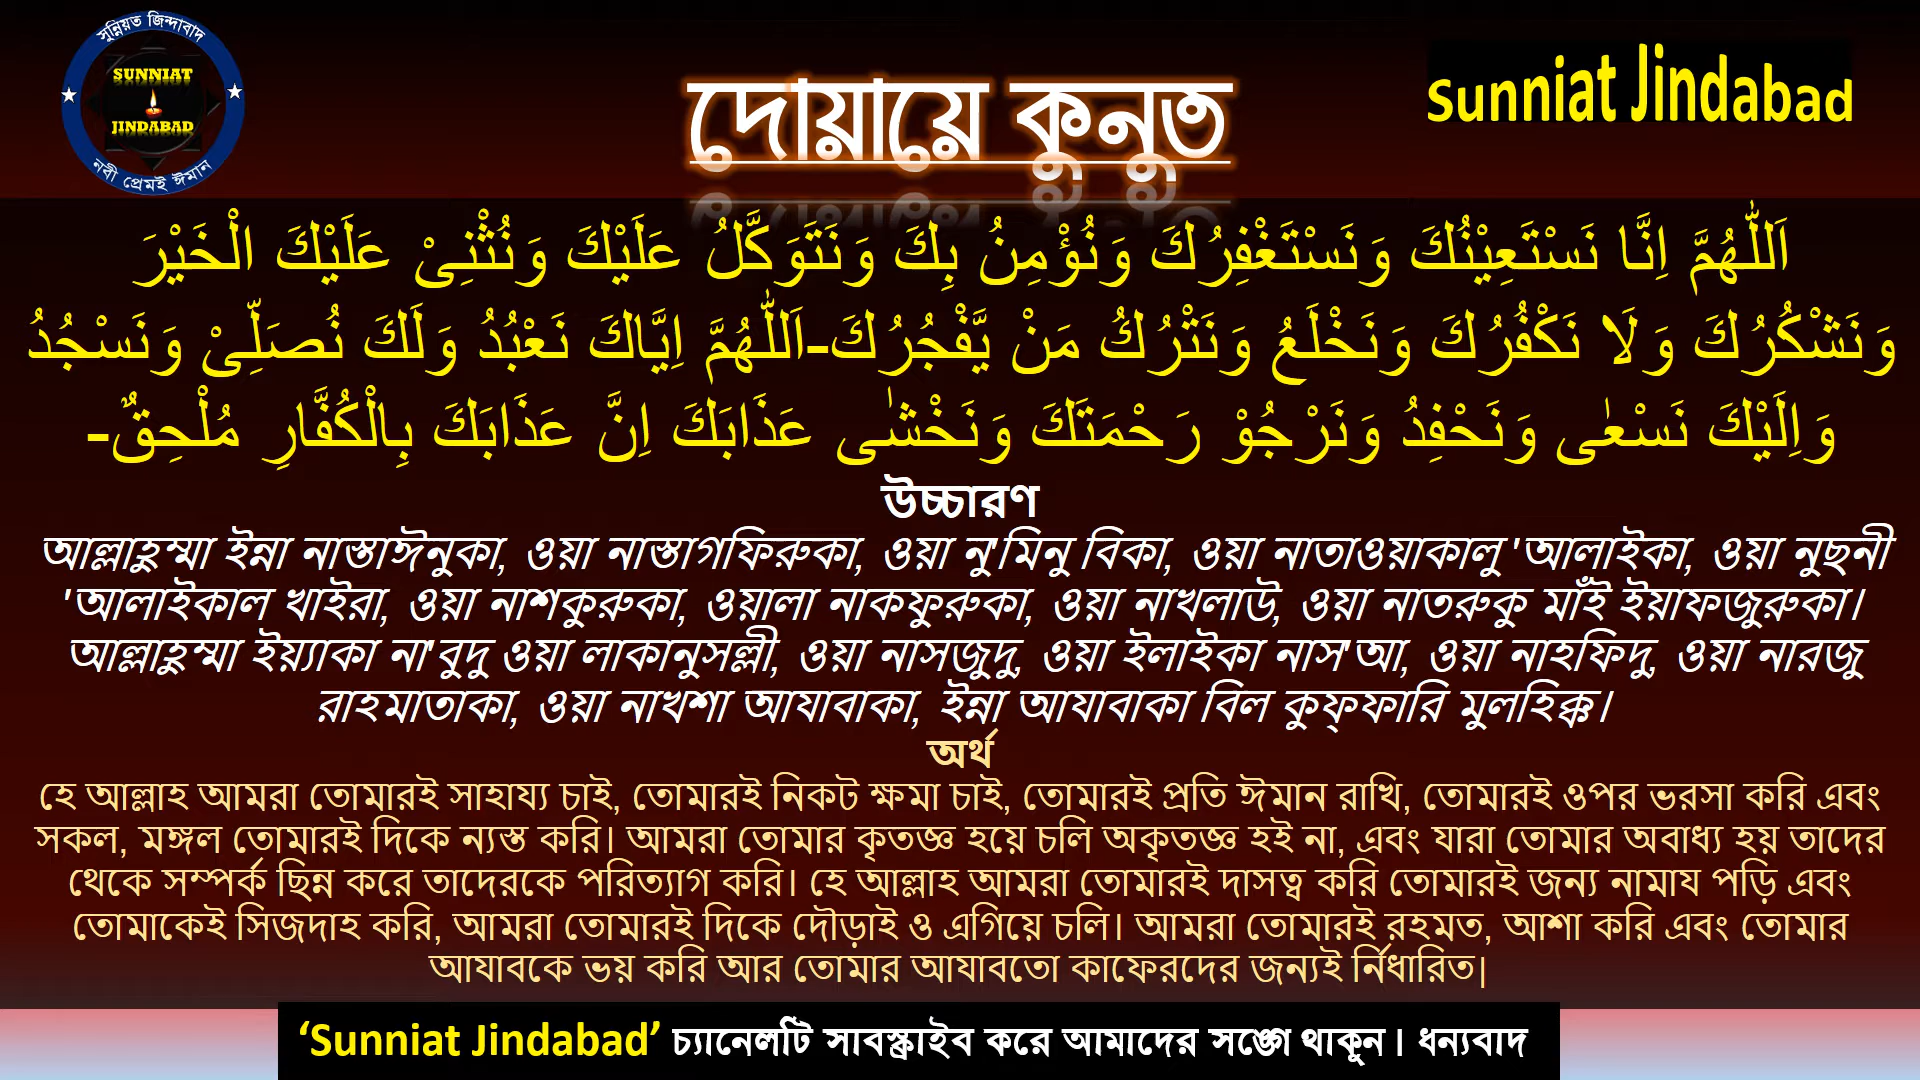 সুন্নিয়ত জিন্দাবাদ
SUNNIAT
JINDABAD
নবী প্রেমই ঈমান
দোয়ায়ে কুনুত
Sunniat Jindabad
اَللّٰهُمَّ اِنَّا نَسْتَعِيْنُكَ وَنَسْتَغْفِرُكَ وَنُؤْمِنُ بِكَ وَنَتَوَكَّلُ عَلَيْكَ وَنُثْنِىْ عَلَيْكَ الْخَيْرَ
وَنَشْكُرُكَ وَلَا نَكْفُرُكَ وَنَخْلَعُ وَنَتْرُكُ مَنْ يَّفْجُرُكَ-اَللّٰهُمَّ اِيَّاكَ نَعْبُدُ وَلَكَ نُصَلِّىْ وَنَسْجُدُ
وَاِلَيْكَ نَسْعٰى وَنَحْفِدُ وَنَرْجُوْ رَحْمَتَكَ وَنَخْشٰى عَذَابَكَ اِنَّ عَذَابَكَ بِالْكُفَّارِ مُلْحِقٌ-
উচ্চারণ
আল্লাহুম্মা ইন্না নাস্তাঈনুকা, ওয়া নাস্তাগফিরুকা, ওয়া নু'মিনু বিকা, ওয়া নাতাওয়াকালু 'আলাইকা, ওয়া নুছনী
'আলাইকাল খাইরা, ওয়া নাশকুরুকা, ওয়ালা নাকফুরুকা, ওয়া নাখলাউ, ওয়া নাতরুকু মাঁই ইয়াফজুরুকা।
আল্লাহুম্মা ইয়্যাকা না'বুদু ওয়া লাকানুসল্লী, ওয়া নাসজুদু, ওয়া ইলাইকা নাস'আ, ওয়া নাহফিদু, ওয়া নারজু
রাহমাতাকা, ওয়া নাখশা আযাবাকা, ইন্না আযাবাকা বিল কুফ্ফারি মুলহিক্ক।
অর্থ
হে আল্লাহ আমরা তোমারই সাহায্য চাই, তোমারই নিকট ক্ষমা চাই, তোমারই প্রতি ঈমান রাখি, তোমারই ওপর ভরসা করি এবং
সকল, মঙ্গল তোমারই দিকে ন্যস্ত করি। আমরা তোমার কৃতজ্ঞ হয়ে চলি অকৃতজ্ঞ হই না, এবং যারা তোমার অবাধ্য হয় তাদের
থেকে সম্পর্ক ছিন্ন করে তাদেরকে পরিত্যাগ করি। হে আল্লাহ আমরা তোমারই দাসত্ব করি তোমারই জন্য নামায পড়ি এবং
তোমাকেই সিজদাহ করি, আমরা তোমারই দিকে দৌড়াই ও এগিয়ে চলি। আমরা তোমারই রহমত, আশা করি এবং তোমার
আযাবকে ভয় করি আর তোমার আযাবতো কাফেরদের জন্যই র্নিধারিত|
‘Sunniat Jindabad’ চ্যানেলটি সাবস্ক্রাইব করে আমাদের সঙ্গে থাকুন। ধন্যবাদ